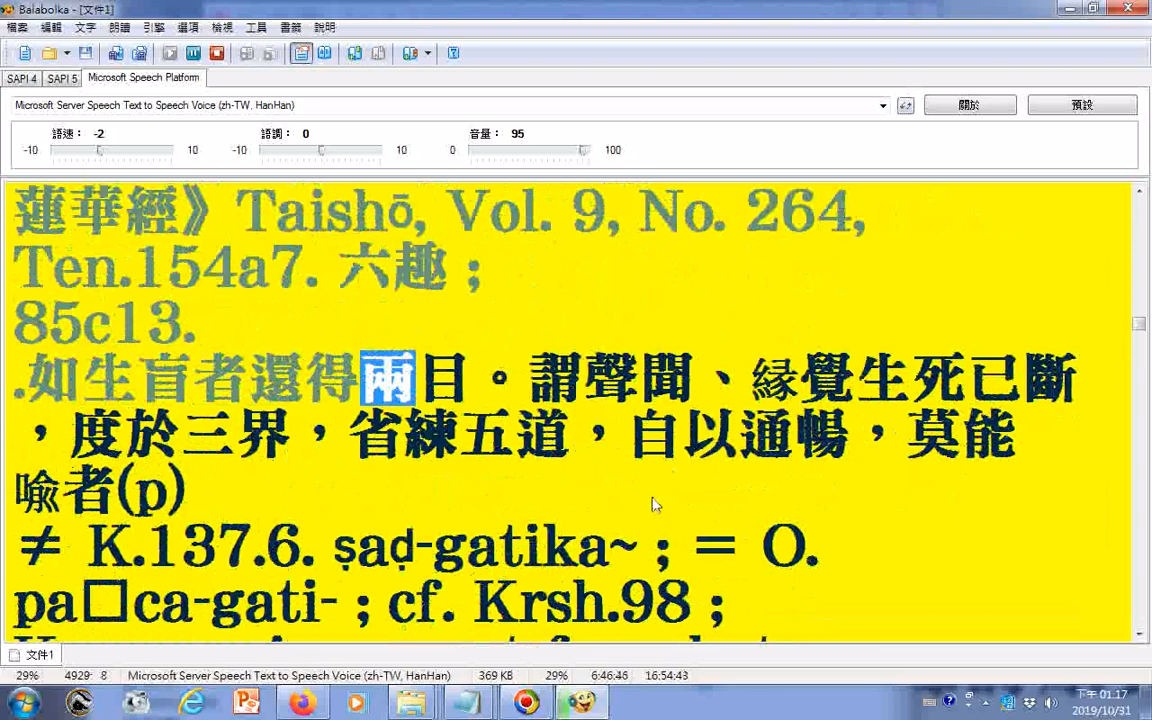 Balabolka - [文件1]
檔案 編輯 文字 朗讀 引擎 選項 檢視 工具 書籤 說明
SAPI 4 SAPI 5 Microsoft Speech Platform
Microsoft Server Speech Text to Speech Voice (zh-TW, HanHan) 關於 預設
語速： -2 語調： 0 音量： 95
-10 10 -10 10 0 100
蓮華經》Taishō, Vol. 9, No. 264,
Ten.154a7. 六趣；
85c13.
.如生盲者還得兩目。謂聲聞、緣覺生死已斷
，度於三界，省練五道，自以通暢，莫能
喩者(p)
≠ K.137.6. ṣaḍ-gatika~；= O.
pa□ca-gati-；cf. Krsh.98；
文件1
29% 4929: 8 Microsoft Server Speech Text to Speech Voice (zh-TW, HanHan) 369 KB 29% 6:46:46 16:54:43
下午 01:17
2019/10/31